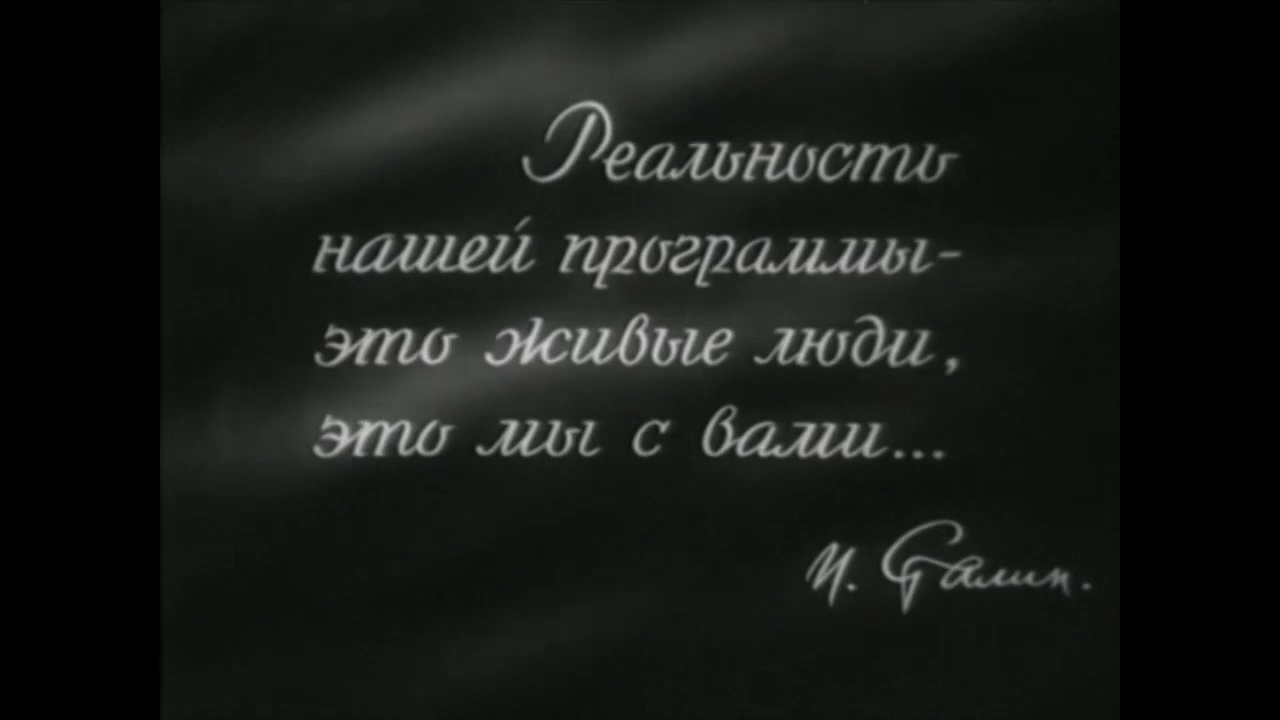 Реальность
нашей программы-
это живые люди,
это мы с вами...
И. Сталин.